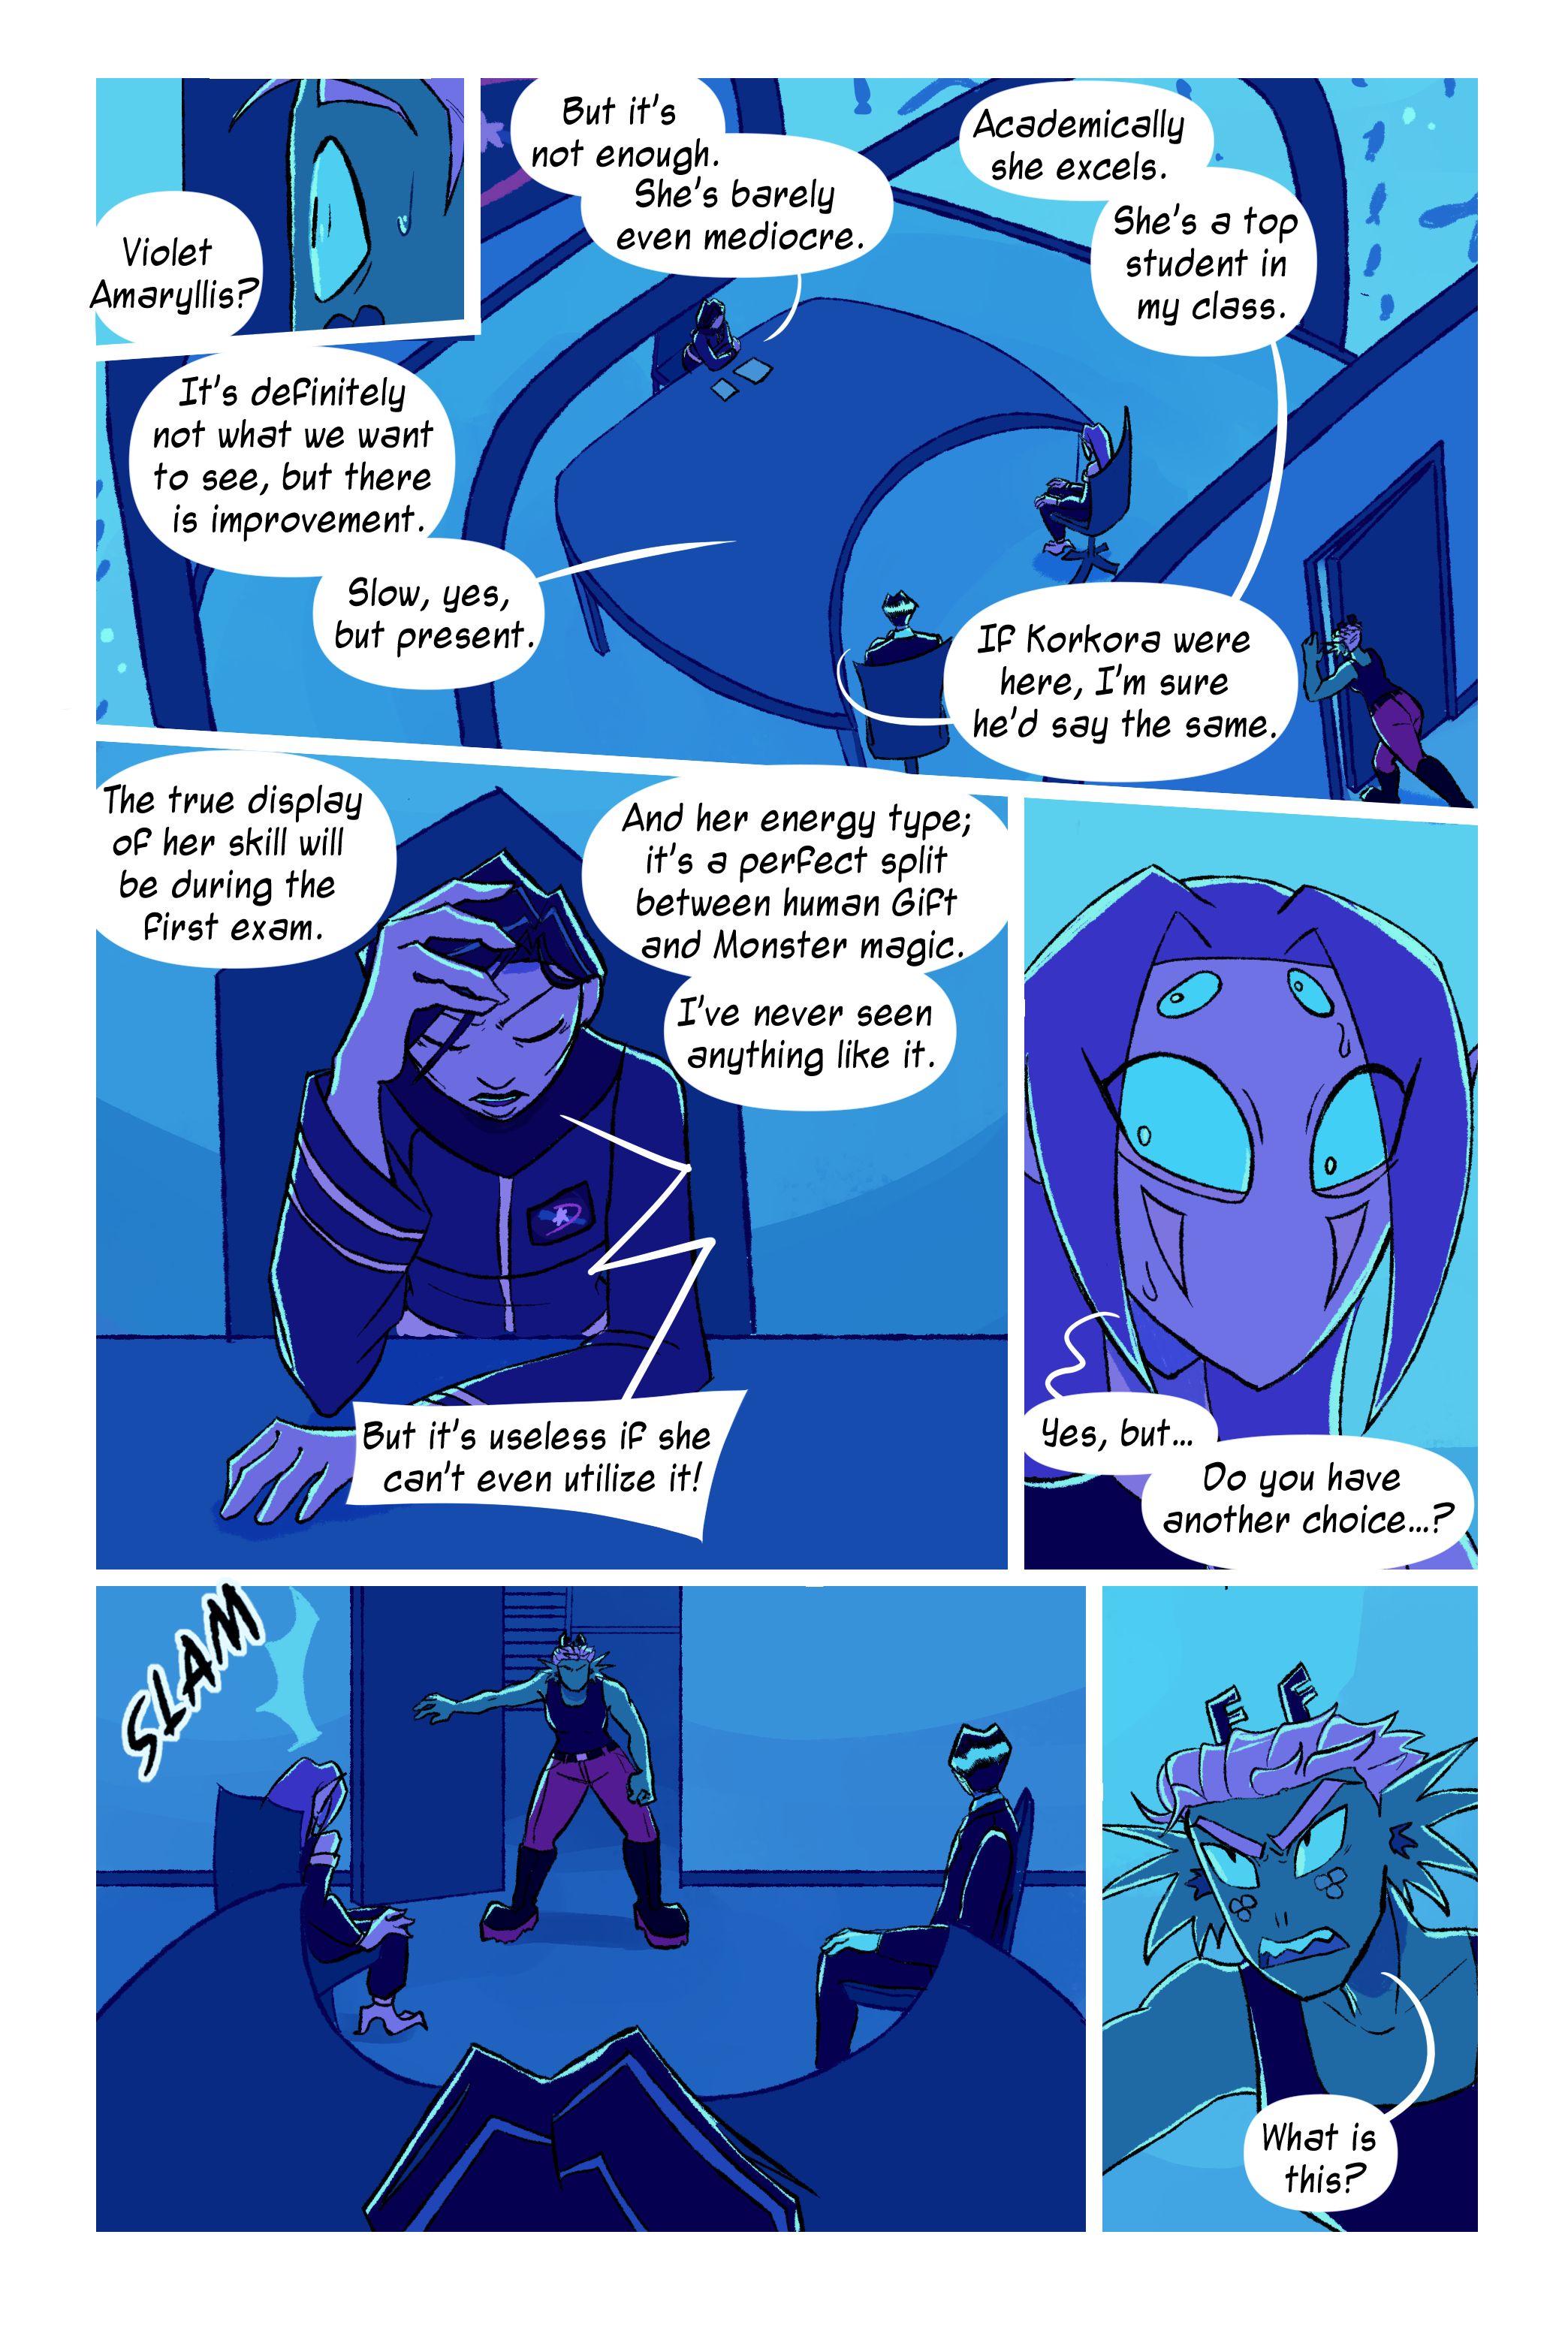 Violet
Amaryllis?
It's definitely
not what we want
to see, but there
is improvement.
Slow, yes,
but present.
But it's
not enough.
She's barely
even mediocre.
Academically
she excels.
She's a top
student in
my class.
If Korkora were
here, I'm sure
he'd say the same.
The true display
of her skill will
be during the
first exam.
And her energy type;
it's a perfect split
between human Gift
and Monster magic.
I've never seen
anything like it.
But it's useless if she
can't even utilize it!
Yes, but...
Do you have
another choice...?
SLAM
What is
this?